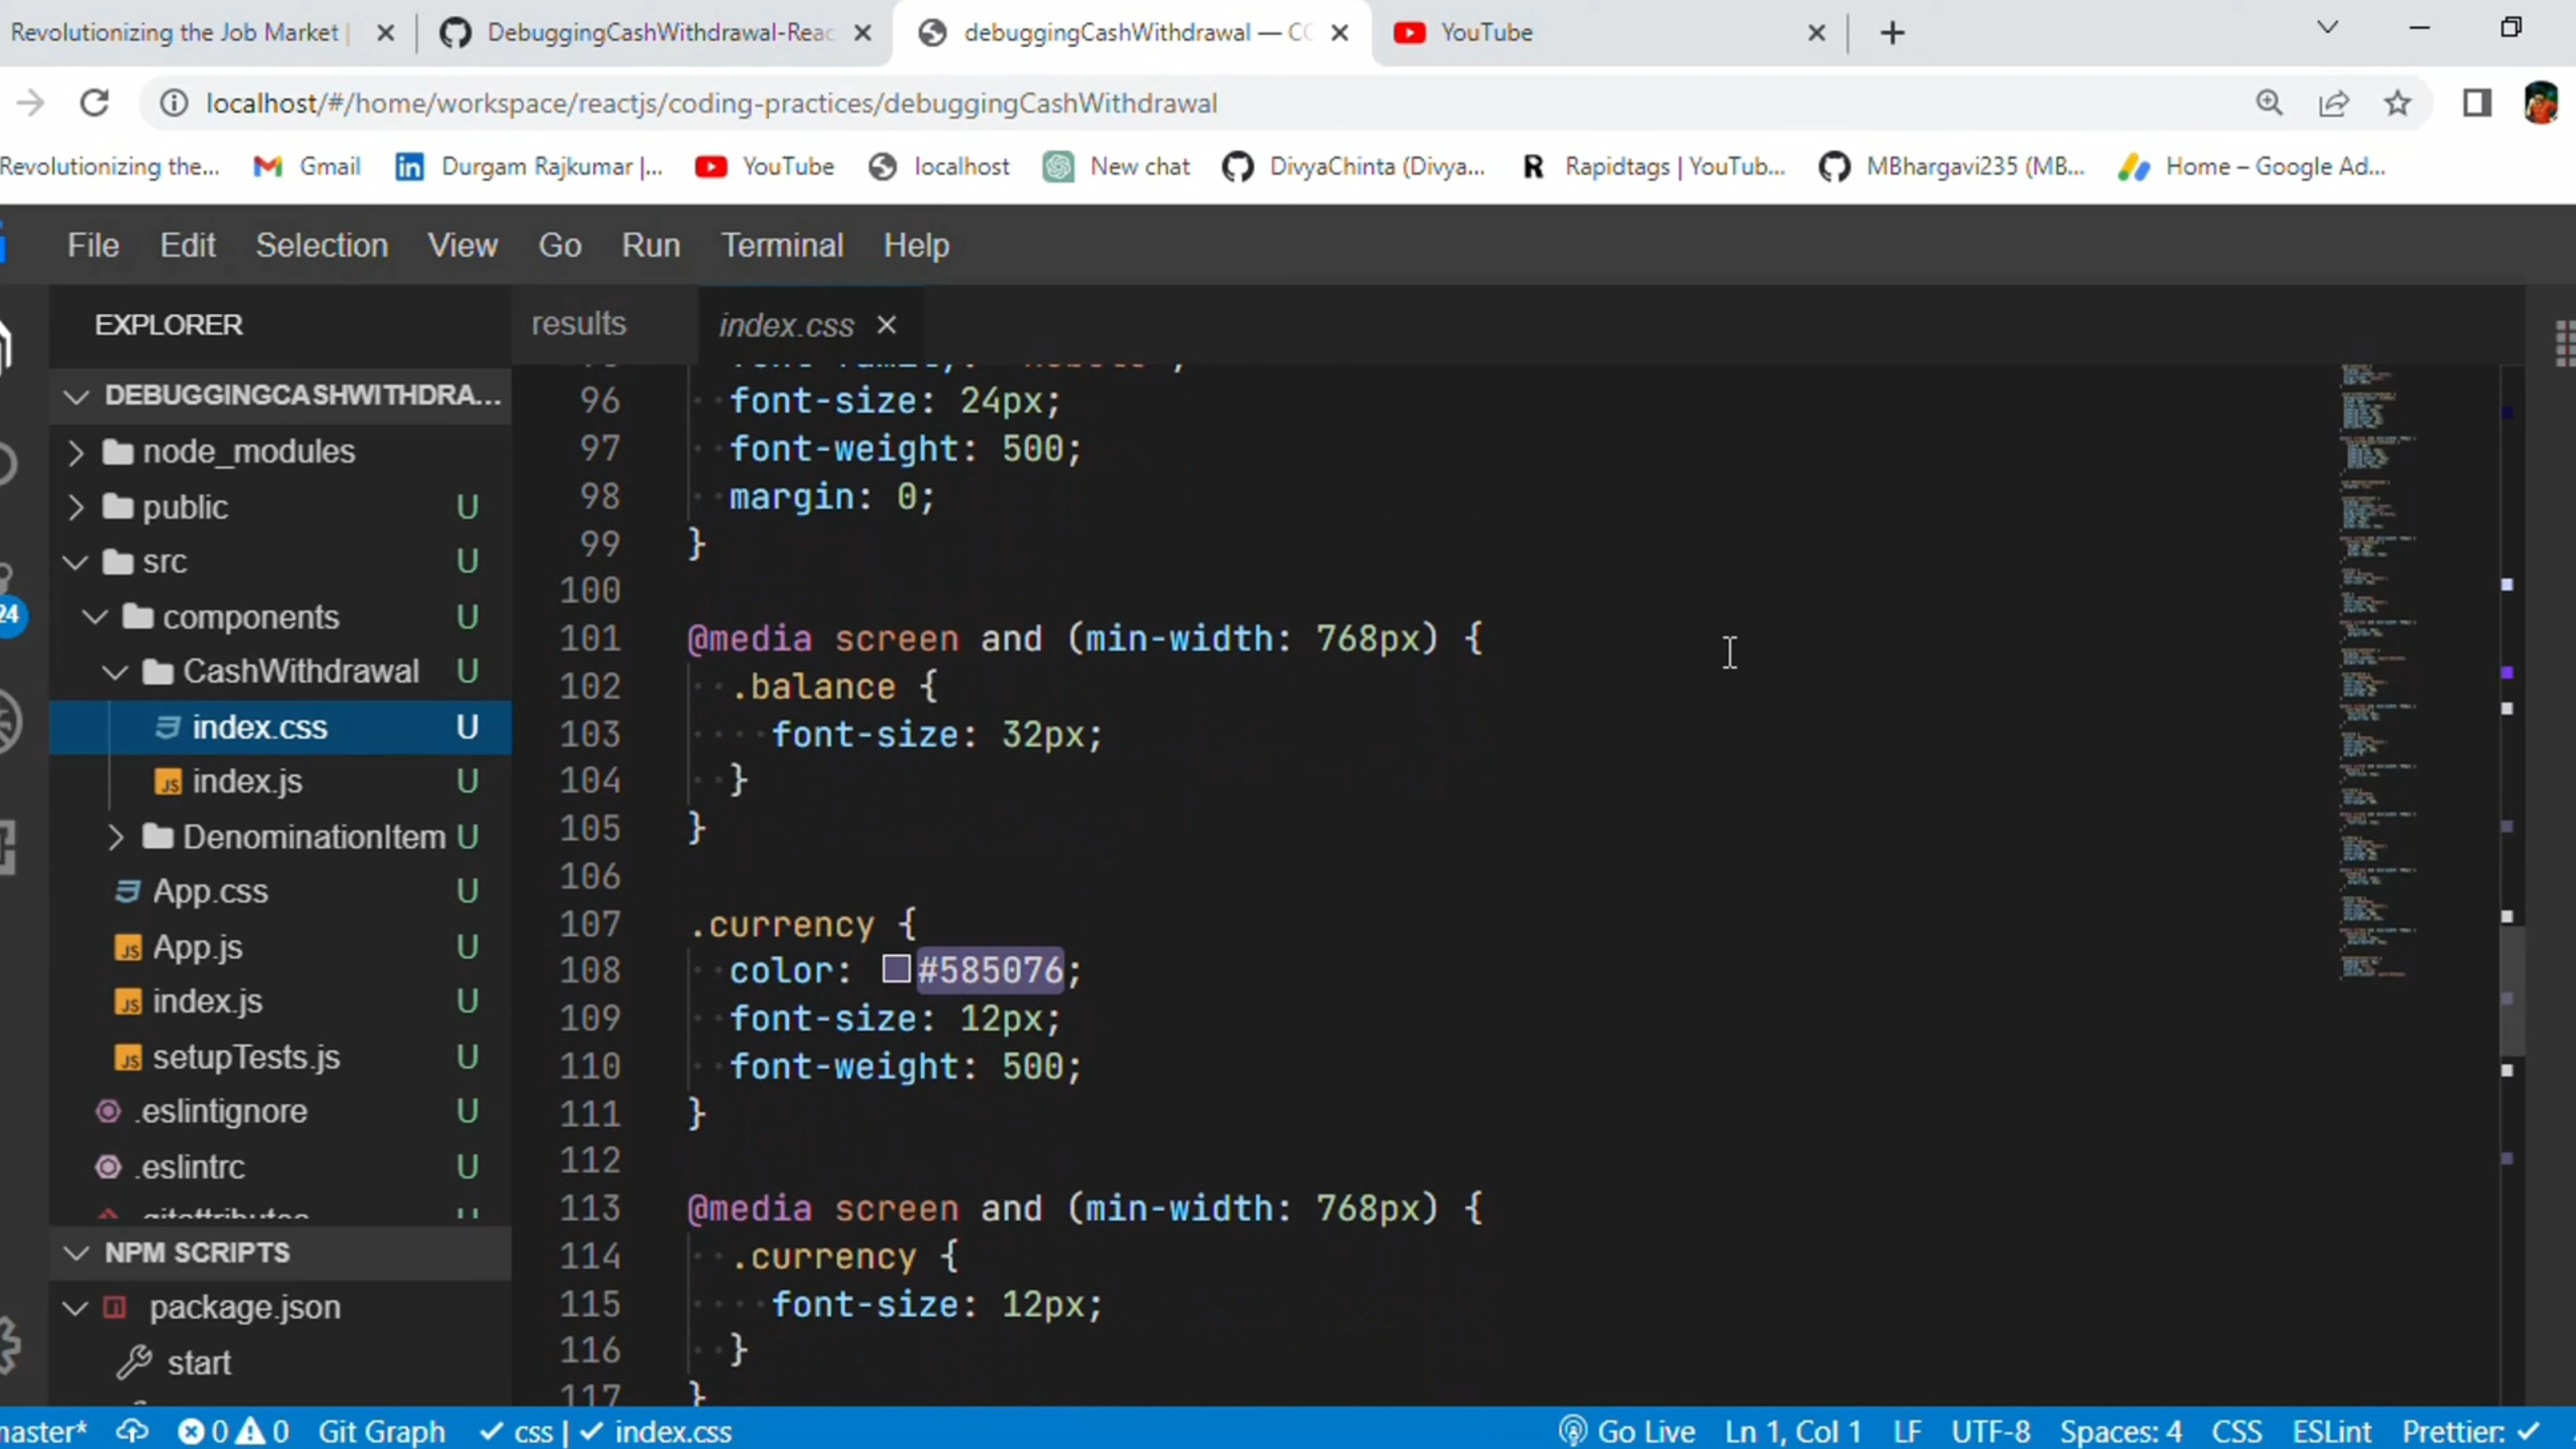 Revolutionizing the Job Market |
DebuggingCashWithdrawal-Reac
debuggingCashWithdrawal — CC
YouTube
localhost/#/home/workspace/reactjs/coding-practices/debuggingCashWithdrawal
Revolutionizing the...
Gmail
Durgam Rajkumar |...
YouTube
localhost
New chat
DivyaChinta (Divya...
Rapidtags | YouTub...
MBhargavi235 (MB...
Home – Google Ad...
File Edit Selection View Go Run Terminal Help
EXPLORER
DEBUGGINGCASHWITHDRA...
node_modules
public U
src U
components U
CashWithdrawal U
index.css U
index.js U
DenominationItem U
App.css U
App.js U
index.js U
setupTests.js U
.eslintignore U
.eslintrc U
NPM SCRIPTS
package.json
start
24
results
index.css
96 font-size: 24px;
97 font-weight: 500;
98 margin: 0;
99 }
100
101 @media screen and (min-width: 768px) {
102 .balance {
103 font-size: 32px;
104 }
105 }
106
107 .currency {
108 color: #585076;
109 font-size: 12px;
110 font-weight: 500;
111 }
112
113 @media screen and (min-width: 768px) {
114 .currency {
115 font-size: 12px;
116 }
117 }
master* 0 0 Git Graph ✓ css | ✓ index.css
Go Live Ln 1, Col 1 LF UTF-8 Spaces: 4 CSS ESLint Prettier: ✓